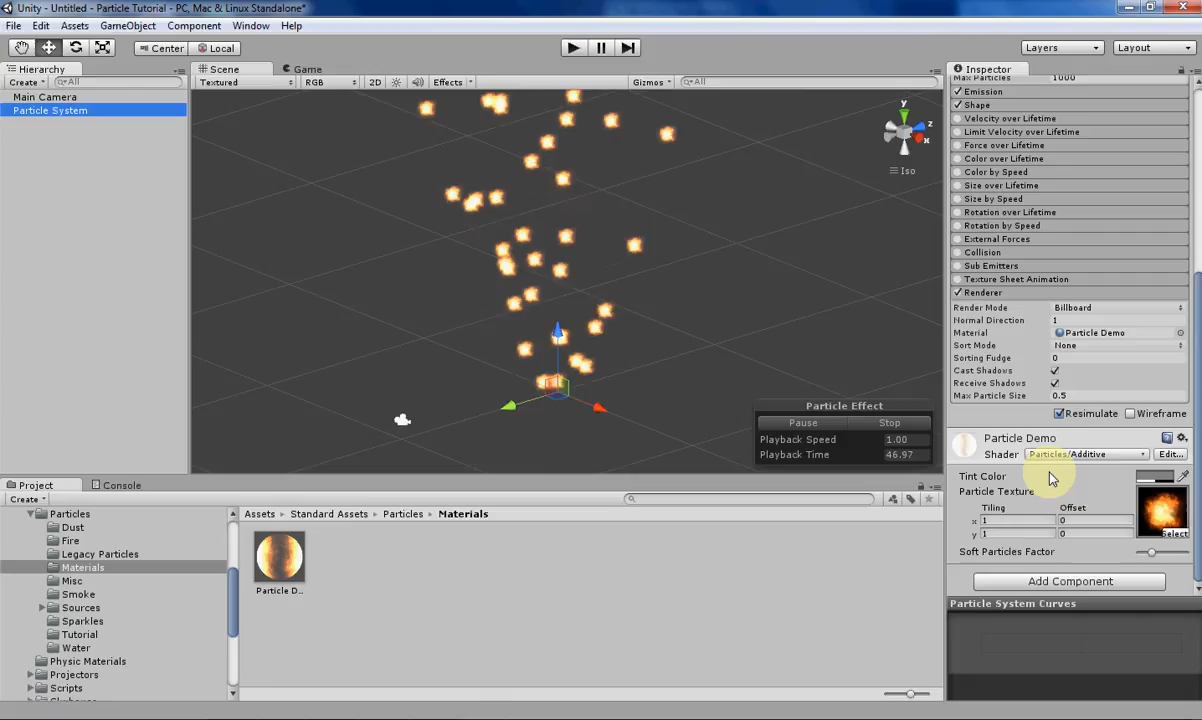 Unity - Untitled - Particle Tutorial - PC, Mac & Linux Standalone*
File Edit Assets GameObject Component Window Help
Center Local Layers Layout
Hierarchy
Create All
Main Camera
Particle System
Scene Game
Textured RGB 2D Effects Gizmos All
y
z
x
Iso
Particle Effect
Pause Stop
Playback Speed 1.00
Playback Time 46.97
Inspector
Max Particles 1000
Emission
Shape
Velocity over Lifetime
Limit Velocity over Lifetime
Force over Lifetime
Color over Lifetime
Color by Speed
Size over Lifetime
Size by Speed
Rotation over Lifetime
Rotation by Speed
External Forces
Collision
Sub Emitters
Texture Sheet Animation
Renderer
Render Mode Billboard
Normal Direction 1
Material Particle Demo
Sort Mode None
Sorting Fudge 0
Cast Shadows
Receive Shadows
Max Particle Size 0.5
Resimulate Wireframe
Particle Demo
Shader Particles/Additive Edit...
Tint Color
Particle Texture
Tiling Offset
x 1 0
y 1 0
Select
Soft Particles Factor
Add Component
Particle System Curves
Project Console
Create
Particles
Dust
Fire
Legacy Particles
Materials
Misc
Smoke
Sources
Sparkles
Tutorial
Water
Physic Materials
Projectors
Scripts
Assets Standard Assets Particles Materials
Particle D...